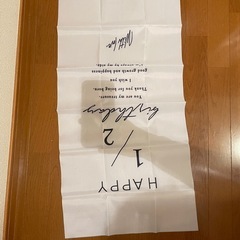 HAPPY
1/2
birthday
You are my treasure.
Thank you for being born.
I wish you
good growth and happiness